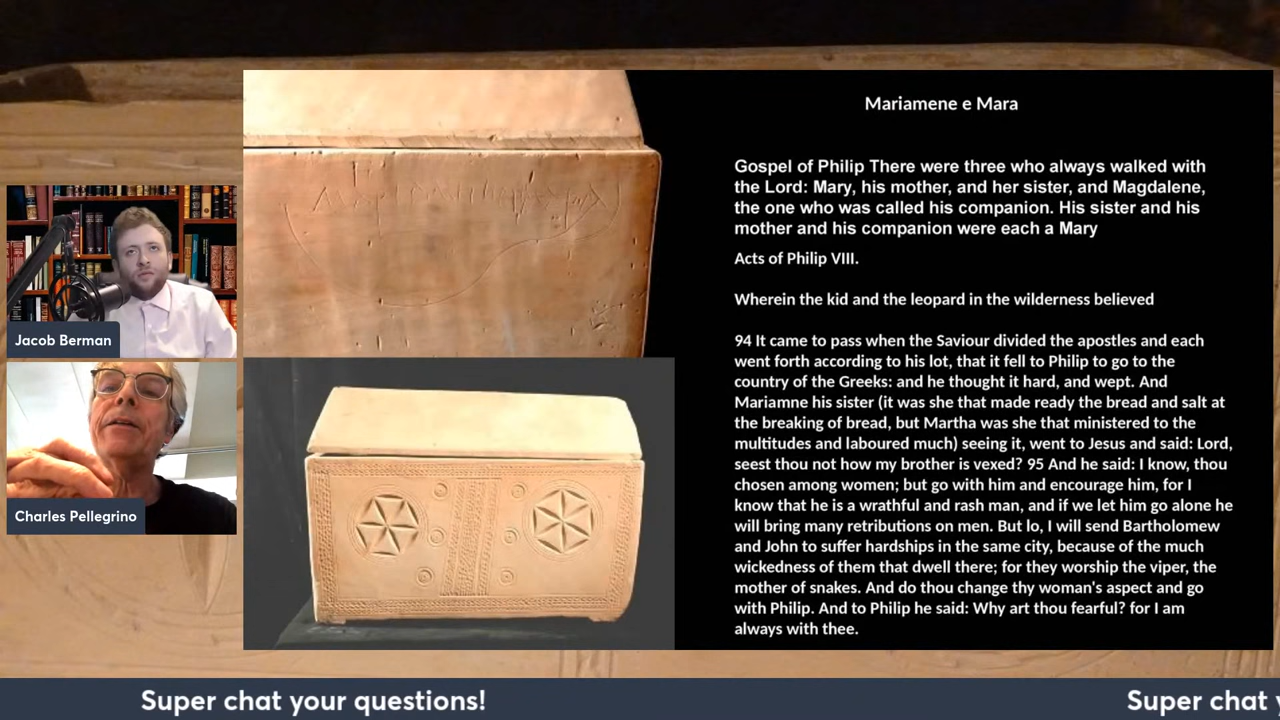 Mariamene e Mara
Gospel of Philip There were three who always walked with
the Lord: Mary, his mother, and her sister, and Magdalene,
the one who was called his companion. His sister and his
mother and his companion were each a Mary
Acts of Philip VIII.
Wherein the kid and the leopard in the wilderness believed
94 It came to pass when the Saviour divided the apostles and each
went forth according to his lot, that it fell to Philip to go to the
country of the Greeks: and he thought it hard, and wept. And
Mariamne his sister (it was she that made ready the bread and salt at
the breaking of bread, but Martha was she that ministered to the
multitudes and laboured much) seeing it, went to Jesus and said: Lord,
seest thou not how my brother is vexed? 95 And he said: I know, thou
chosen among women; but go with him and encourage him, for I
know that he is a wrathful and rash man, and if we let him go alone he
will bring many retributions on men. But lo, I will send Bartholomew
and John to suffer hardships in the same city, because of the much
wickedness of them that dwell there; for they worship the viper, the
mother of snakes. And do thou change thy woman's aspect and go
with Philip. And to Philip he said: Why art thou fearful? for I am
always with thee.
Jacob Berman
Charles Pellegrino
Super chat your questions!
Super chat